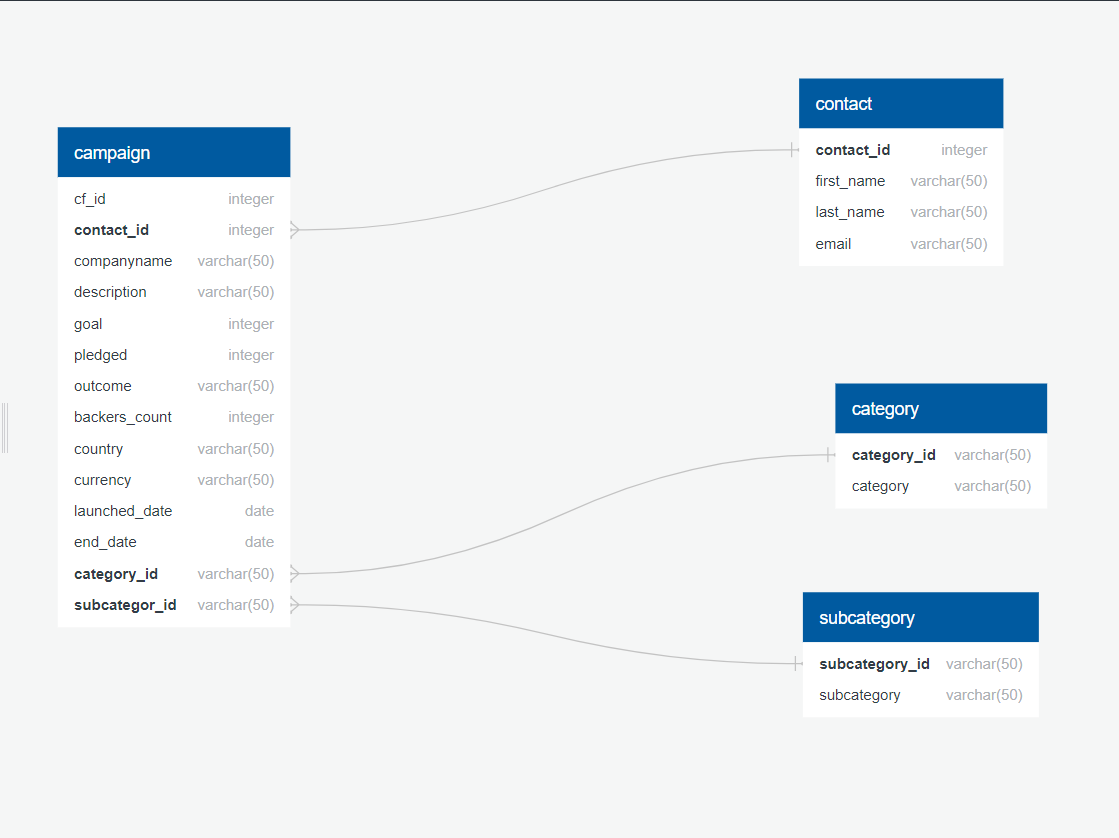 campaign
cf_id integer
contact_id integer
companyname varchar(50)
description varchar(50)
goal integer
pledged integer
outcome varchar(50)
backers_count integer
country varchar(50)
currency varchar(50)
launched_date date
end_date date
category_id varchar(50)
subcategor_id varchar(50)
contact
contact_id integer
first_name varchar(50)
last_name varchar(50)
email varchar(50)
category
category_id varchar(50)
category varchar(50)
subcategory
subcategory_id varchar(50)
subcategory varchar(50)